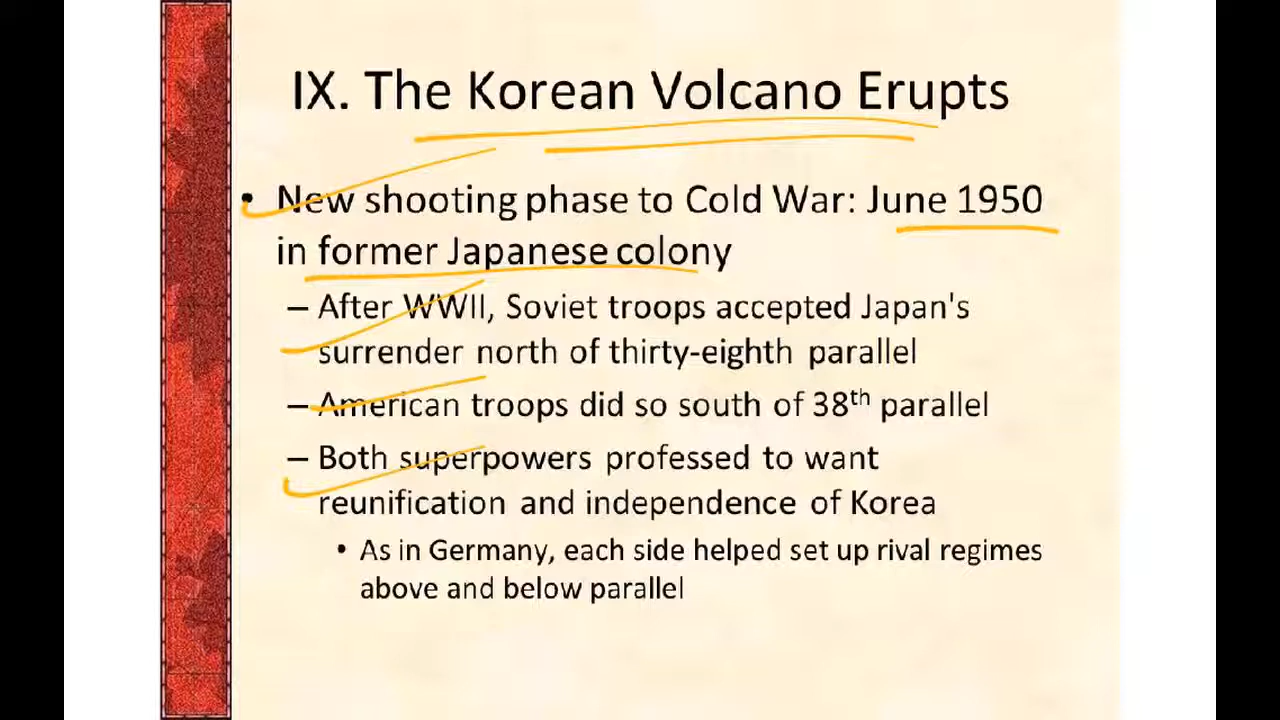 IX. The Korean Volcano Erupts
• New shooting phase to Cold War: June 1950
in former Japanese colony
– After WWII, Soviet troops accepted Japan's
surrender north of thirty-eighth parallel
– American troops did so south of 38th parallel
– Both superpowers professed to want
reunification and independence of Korea
• As in Germany, each side helped set up rival regimes
above and below parallel